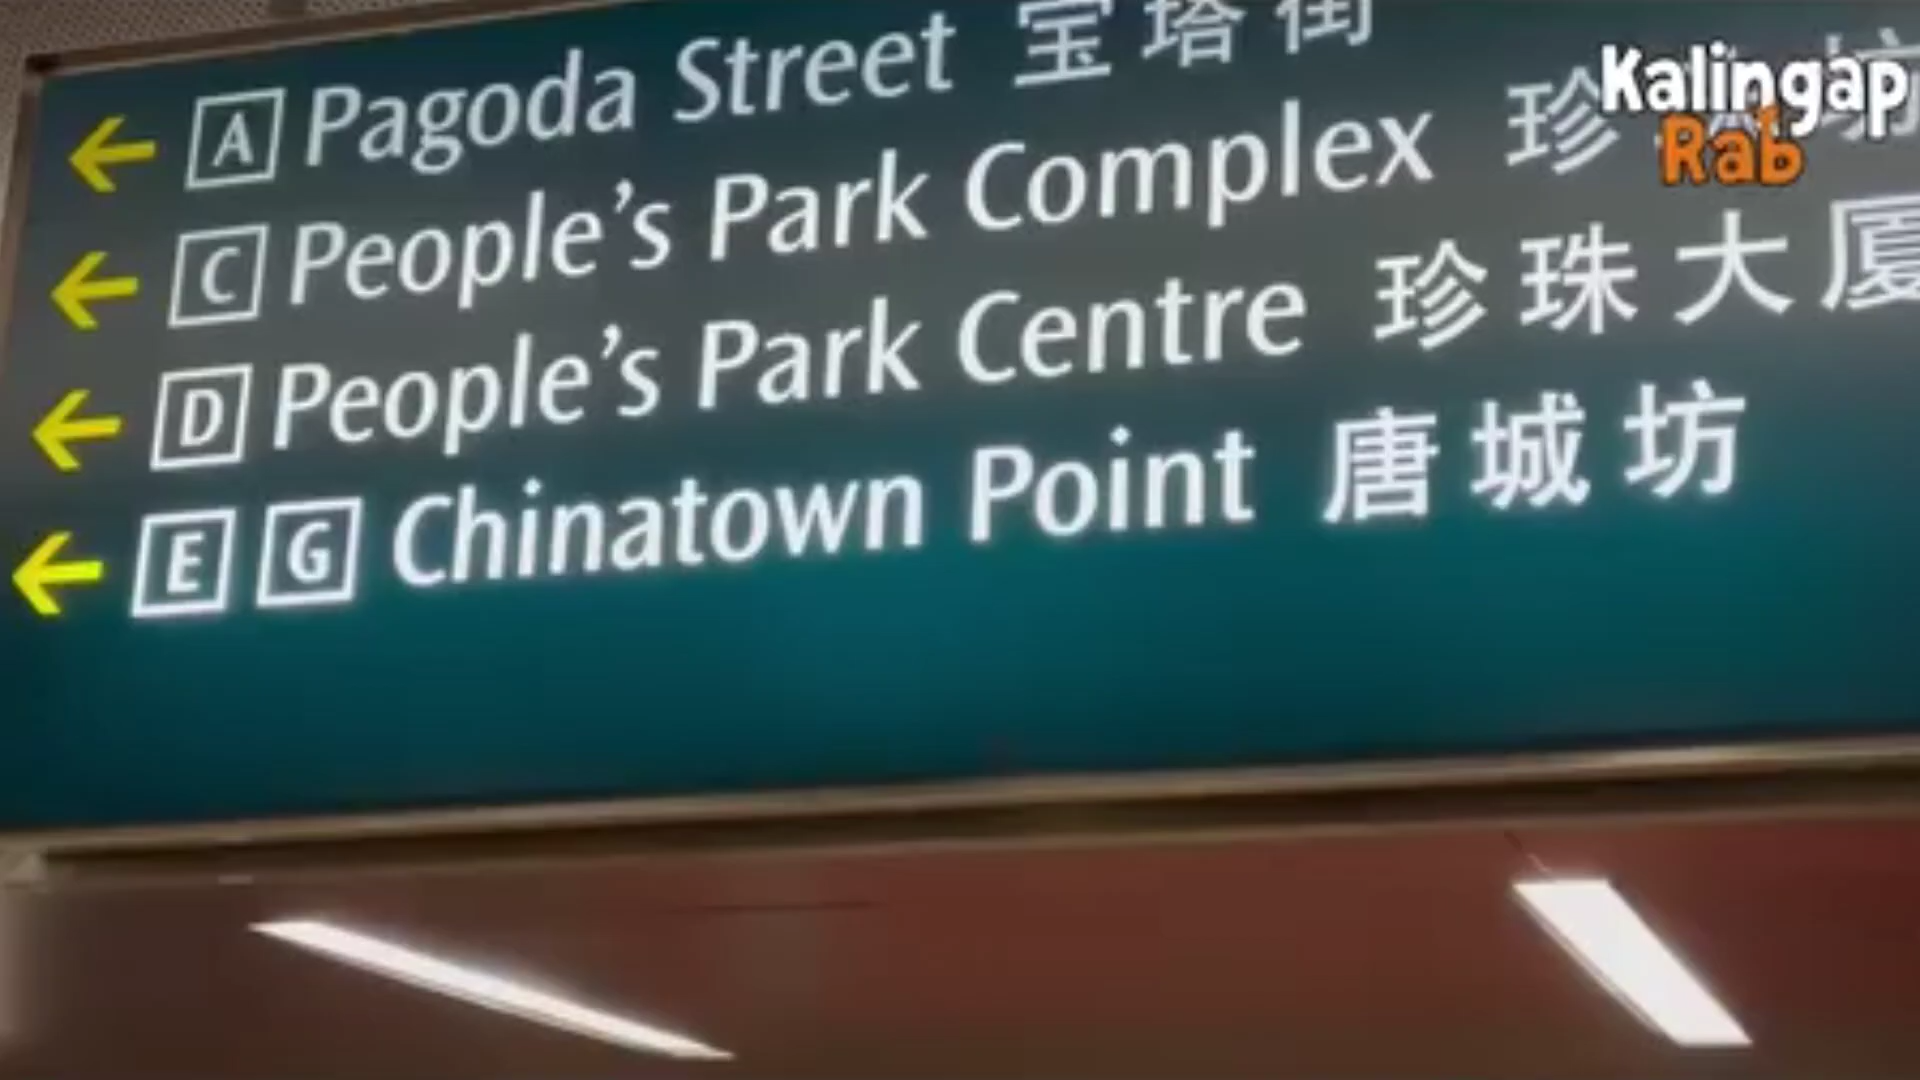 A Pagoda Street 宝塔街
C People's Park Complex 珍 坊
D People's Park Centre 珍珠大厦
E G Chinatown Point 唐城坊
Kalingap
Rab